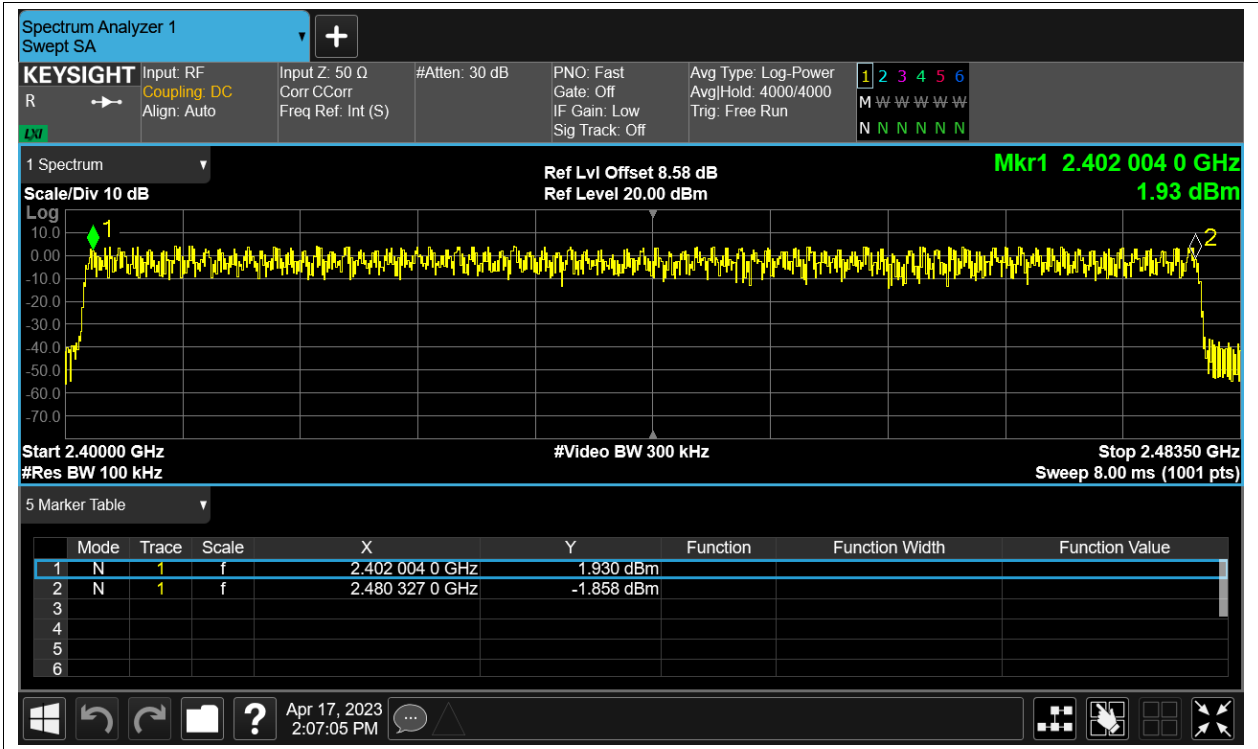 Spectrum Analyzer 1
Swept SA
+
KEYSIGHT Input: RF Input Z: 50 Ω #Atten: 30 dB PNO: Fast Avg Type: Log-Power 1 2 3 4 5 6
R Coupling: DC Corr CCorr Gate: Off Avg|Hold: 4000/4000 M W W W W W
Align: Auto Freq Ref: Int (S) IF Gain: Low Trig: Free Run
LXI Sig Track: Off N N N N N N
1 Spectrum
Ref Lvl Offset 8.58 dB Mkr1 2.402 004 0 GHz
Scale/Div 10 dB Ref Level 20.00 dBm 1.93 dBm
Log
1
2
10.0
0.00
-10.0
-20.0
-30.0
-40.0
-50.0
-60.0
-70.0
Start 2.40000 GHz #Video BW 300 kHz Stop 2.48350 GHz
#Res BW 100 kHz Sweep 8.00 ms (1001 pts)
5 Marker Table
Mode Trace Scale X Y Function Function Width Function Value
1 N 1 f 2.402 004 0 GHz 1.930 dBm
2 N 1 f 2.480 327 0 GHz -1.858 dBm
3
4
5
6
? Apr 17, 2023
2:07:05 PM